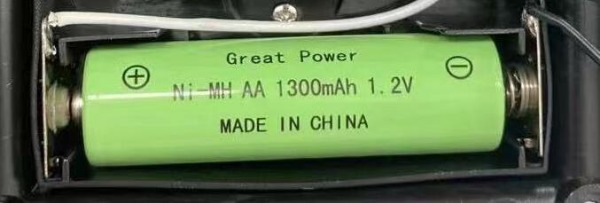 Great Power
+ −
Ni-MH AA 1300mAh 1.2V
MADE IN CHINA